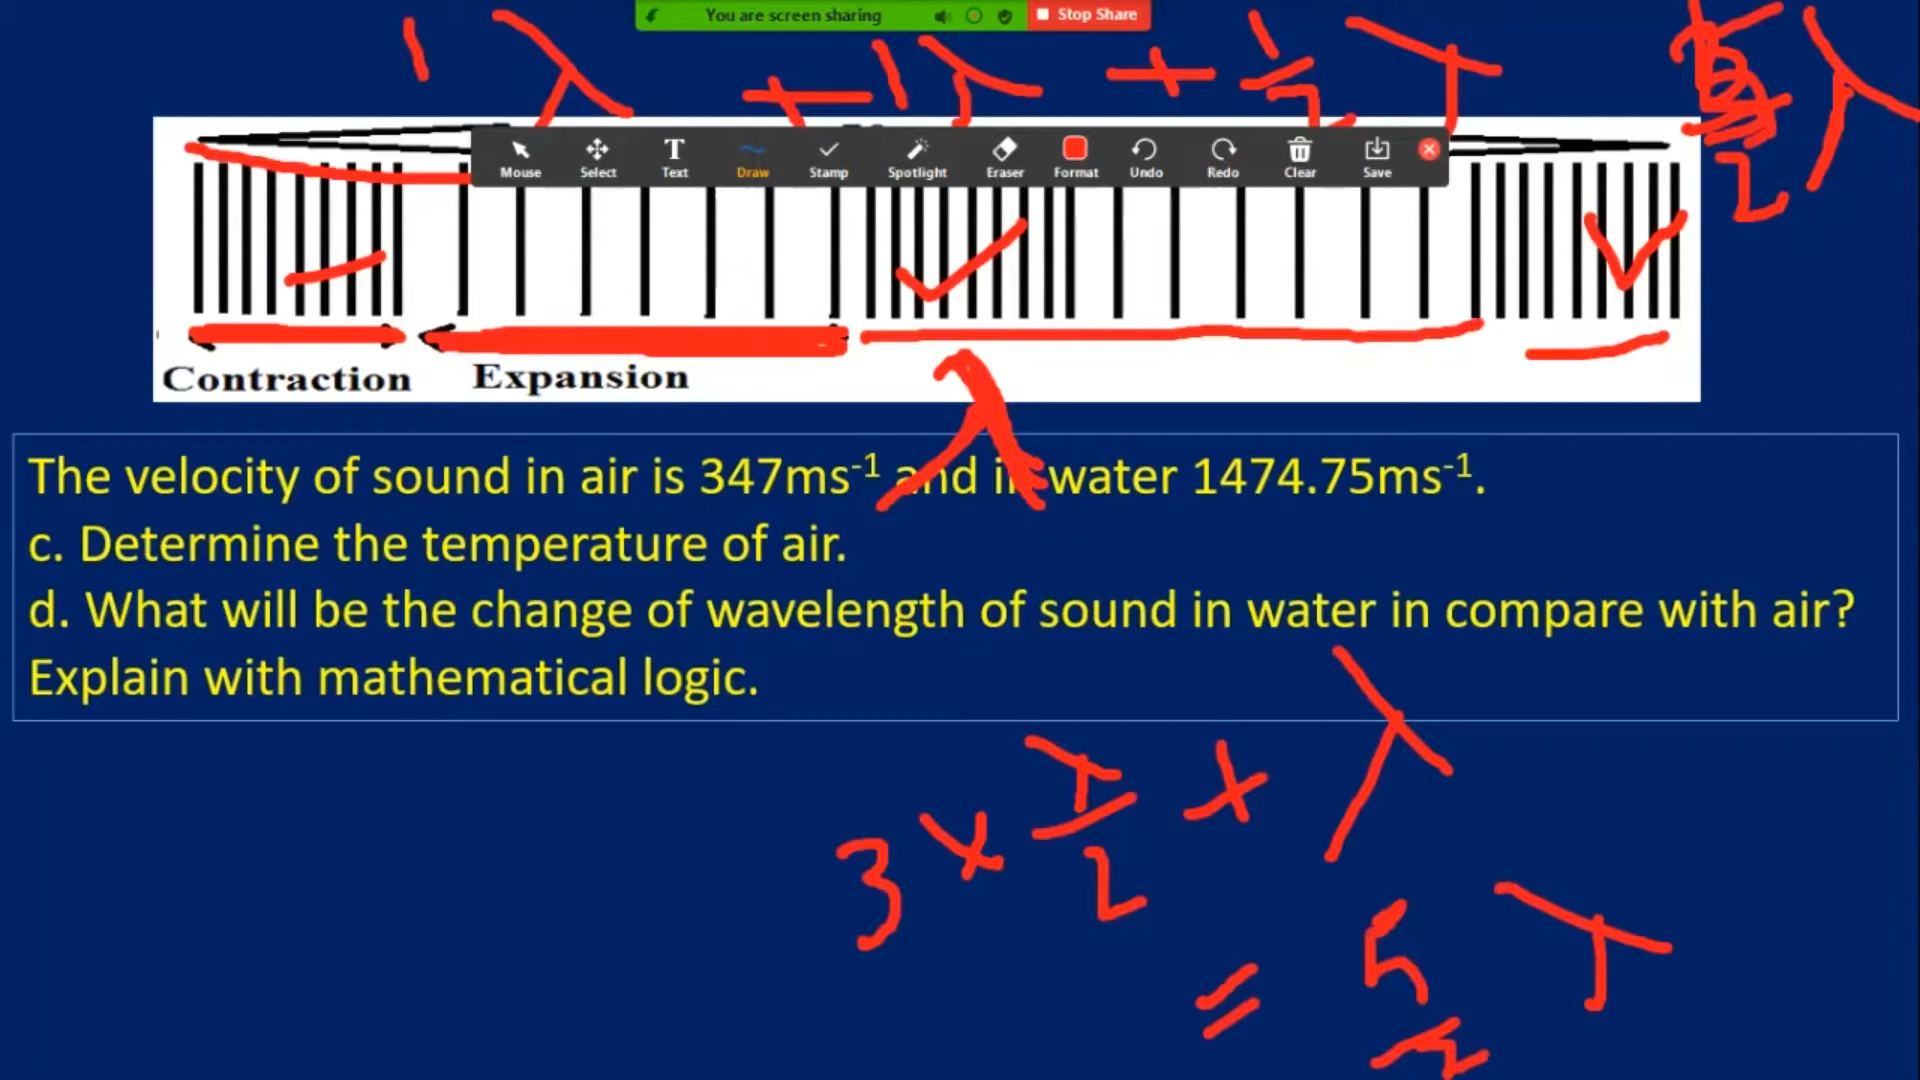 You are screen sharing Stop Share
1 λ + 1 λ + 1/2 λ 5/2 λ
Mouse Select Text Draw Stamp Spotlight Eraser Format Undo Redo Clear Save
Contraction Expansion
λ
The velocity of sound in air is 347ms⁻¹ and in water 1474.75ms⁻¹.
c. Determine the temperature of air.
d. What will be the change of wavelength of sound in water in compare with air?
Explain with mathematical logic.
3 × λ/2 + λ
= 5/2 λ